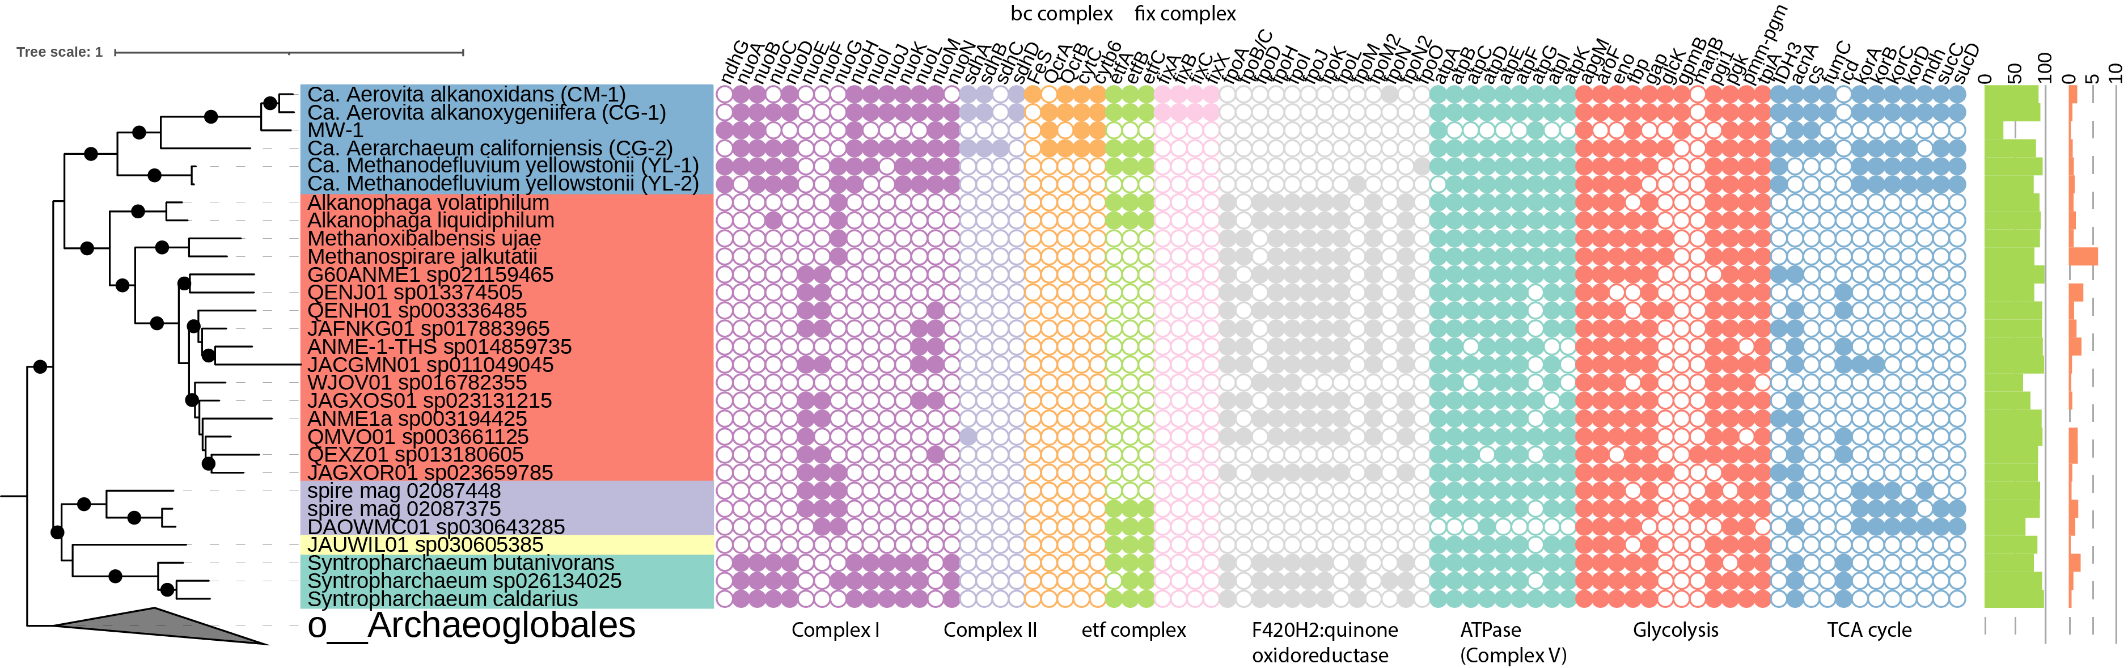 bc complex fix complex
Tree scale: 1
ndhG nuoA nuoB nuoC nuoD nuoE nuoF nuoG nuoH nuoI nuoJ nuoK nuoL nuoM nuoN sdhA sdhB sdhC sdhD FeS OcrA OcrB cytC cytb6 etfA etfB etfC fixA fixB fixC fixX fpoA fpoB/C fpoD fpoH fpoI fpoJ fpoK fpoL fpoM fpoM2 fpoN fpoN2 fpoO atpA atpB atpC atpD atpE atpF atpG atpI atpK apgM aroF eno fbp gap glcK gpmB manB pgi pgk pmm-pgm tpiA IDH3 acnA cs fumC icd korA korB korC korD mdh sucC sucD
0 50 100 0 5 10
Ca. Aerovita alkanoxidans (CM-1)
Ca. Aerovita alkanoxygeniifera (CG-1)
MW-1
Ca. Aerarchaeum californiensis (CG-2)
Ca. Methanodefluvium yellowstonii (YL-1)
Ca. Methanodefluvium yellowstonii (YL-2)
Alkanophaga volatiphilum
Alkanophaga liquidiphilum
Methanoxibalbensis ujae
Methanospirare jalkutatii
G60ANME1 sp021159465
QENJ01 sp013374505
QENH01 sp003336485
JAFNKG01 sp017883965
ANME-1-THS sp014859735
JACGMN01 sp011049045
WJOV01 sp016782355
JAGXOS01 sp023131215
ANME1a sp003194425
QMVO01 sp003661125
QEXZ01 sp013180605
JAGXOR01 sp023659785
spire mag 02087448
spire mag 02087375
DAOWMC01 sp030643285
JAUWIL01 sp030605385
Syntropharchaeum butanivorans
Syntropharchaeum sp026134025
Syntropharchaeum caldarius
o__Archaeoglobales
Complex I Complex II etf complex F420H2:quinone ATPase Glycolysis TCA cycle
oxidoreductase (Complex V)